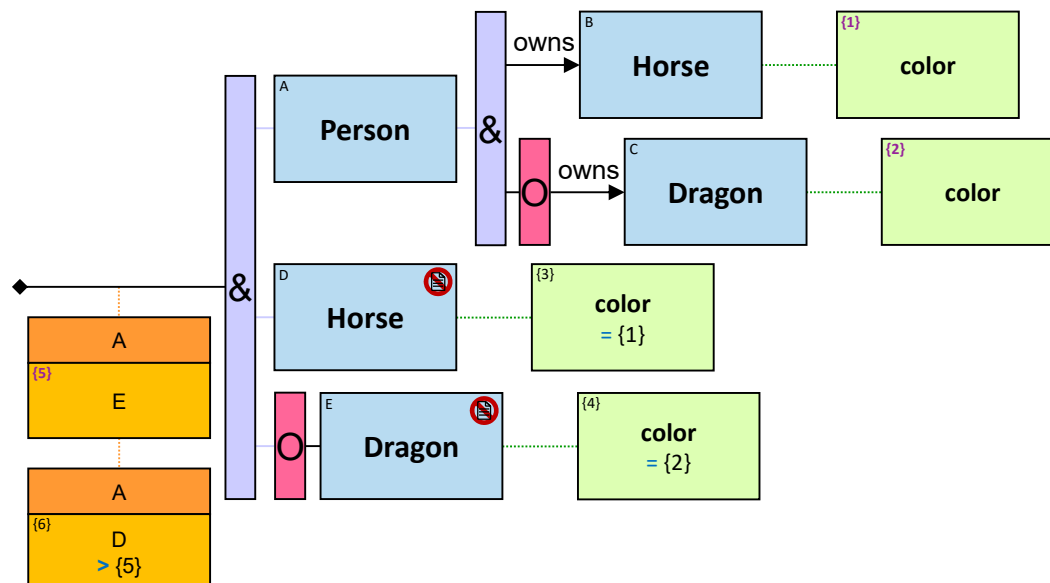 B
owns
Horse
{1}
color
A
Person
&
O
owns
C
Dragon
{2}
color
&
D
Horse
{3}
color
= {1}
O
E
Dragon
{4}
color
= {2}
A
{5}
E
A
{6}
D
> {5}